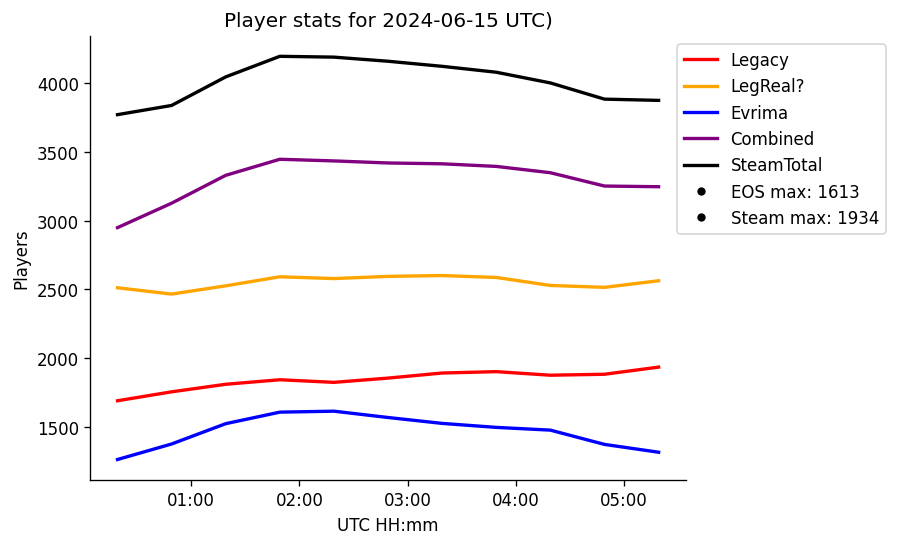 Player stats for 2024-06-15 UTC)
Legacy
LegReal?
Evrima
Combined
SteamTotal
EOS max: 1613
Steam max: 1934
Players
4000
3500
3000
2500
2000
1500
01:00 02:00 03:00 04:00 05:00
UTC HH:mm